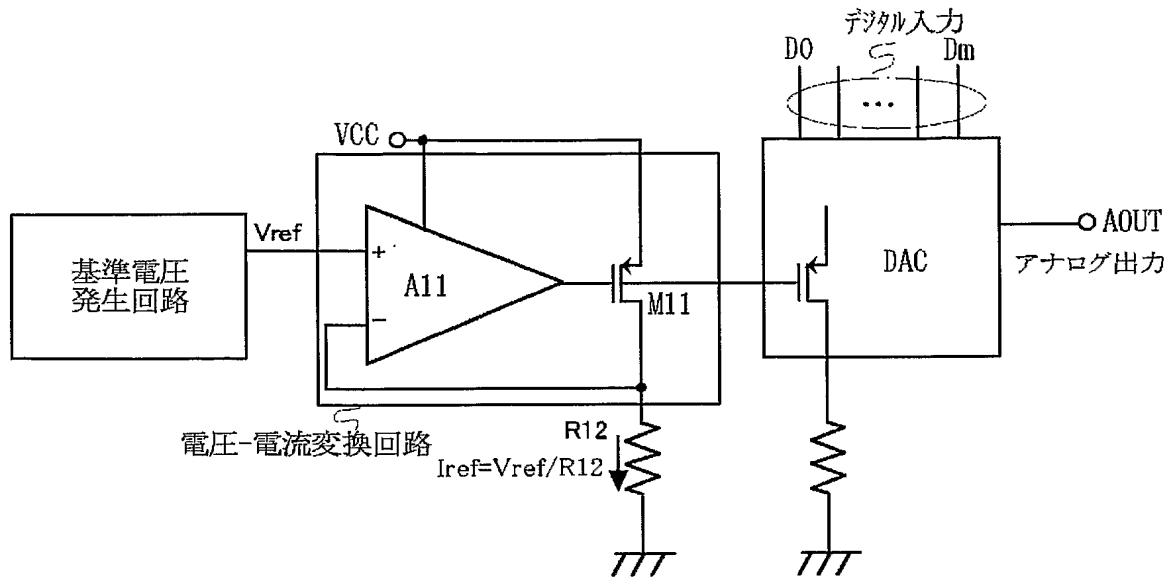 デジタル入力
D0
Dm
...
VCC
Vref
基準電圧
発生回路
+
A11
−
M11
DAC
AOUT
アナログ出力
電圧-電流変換回路
R12
Iref=Vref/R12